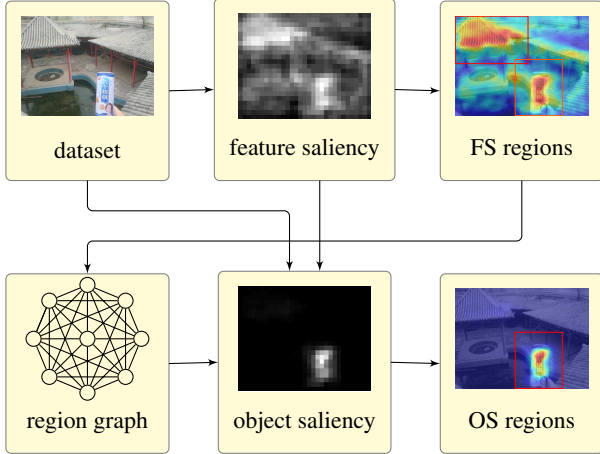 dataset
feature saliency
FS regions
region graph
object saliency
OS regions